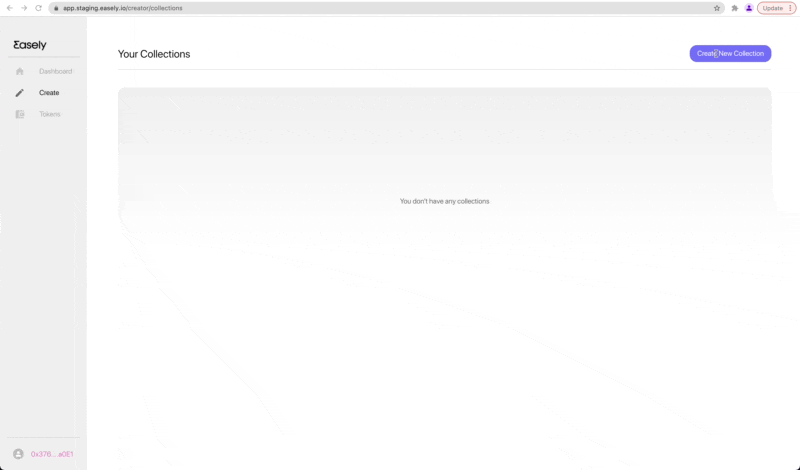 app.staging.easely.io/creator/collections
Update
Easely
Your Collections
Create New Collection
Dashboard
Create
Tokens
You don't have any collections
0x376... a0E1